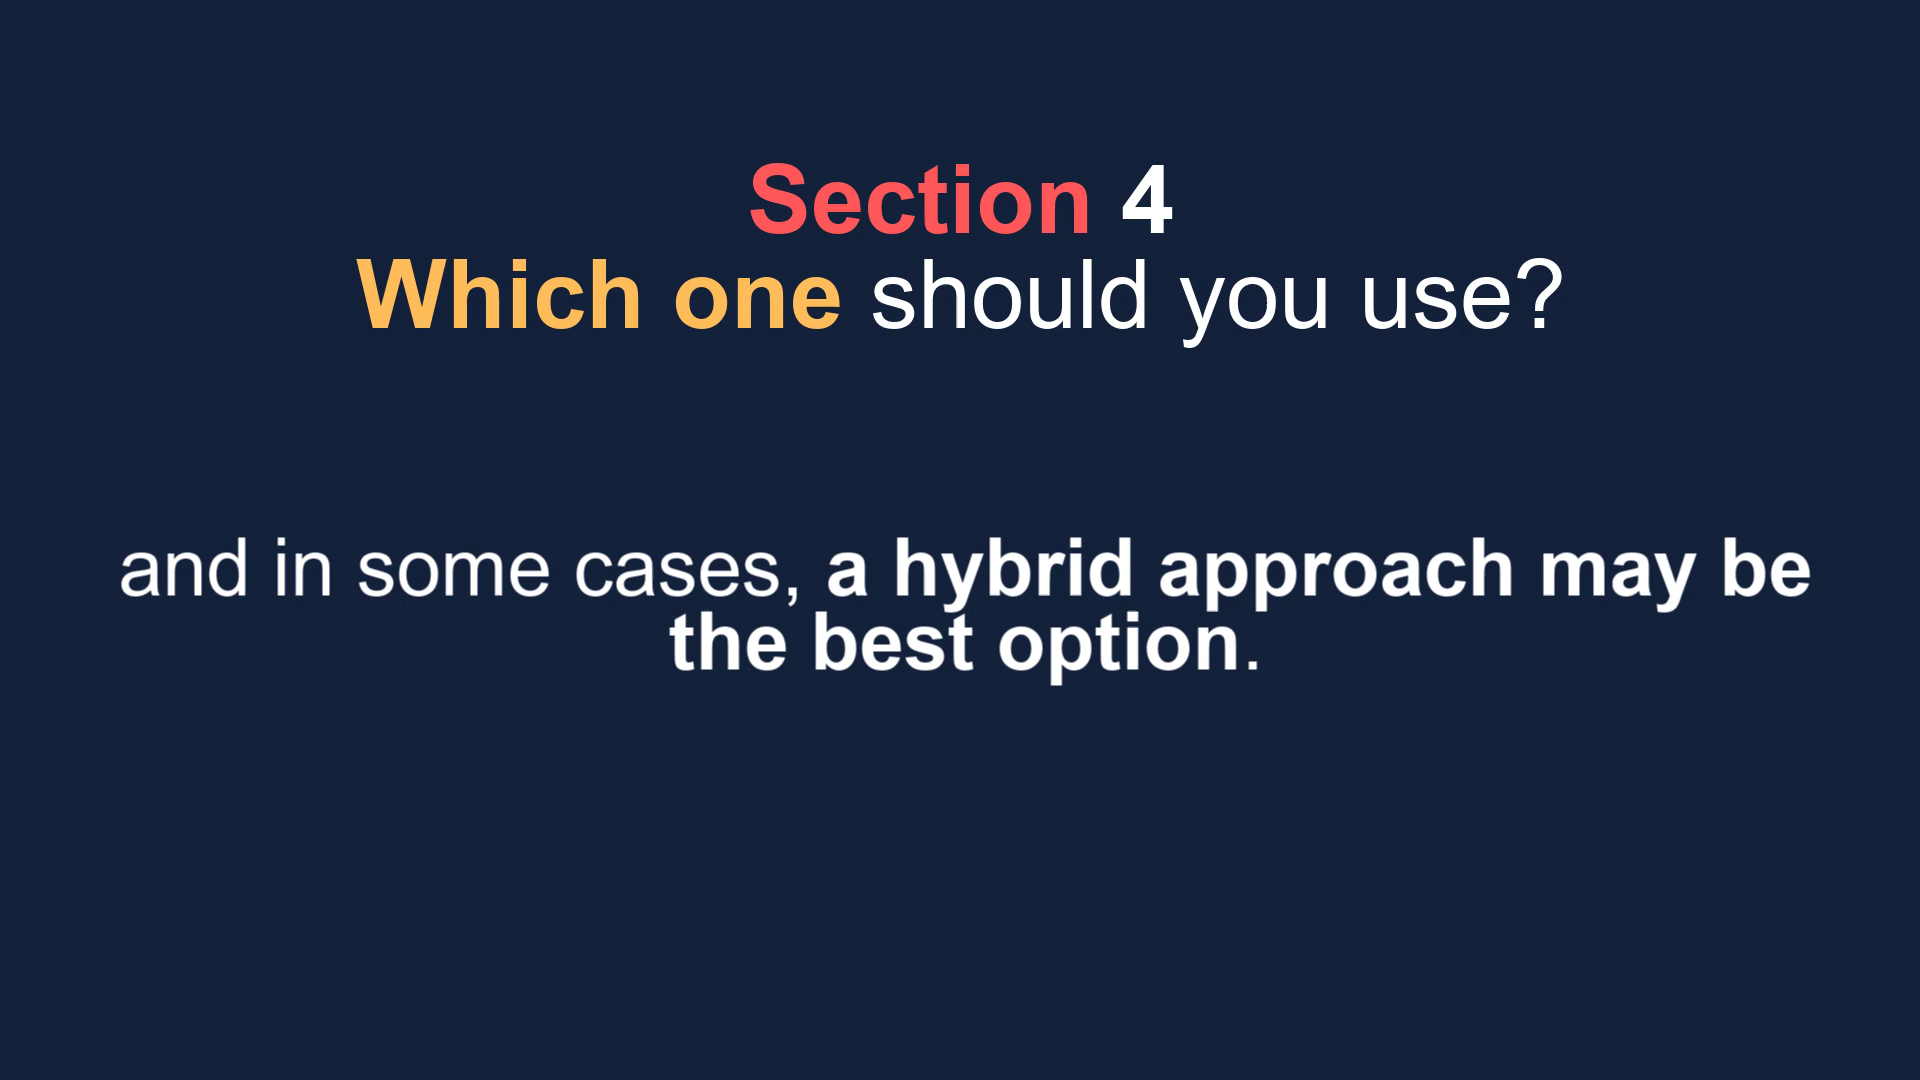 Section 4
Which one should you use?
and in some cases, a hybrid approach may be
the best option.